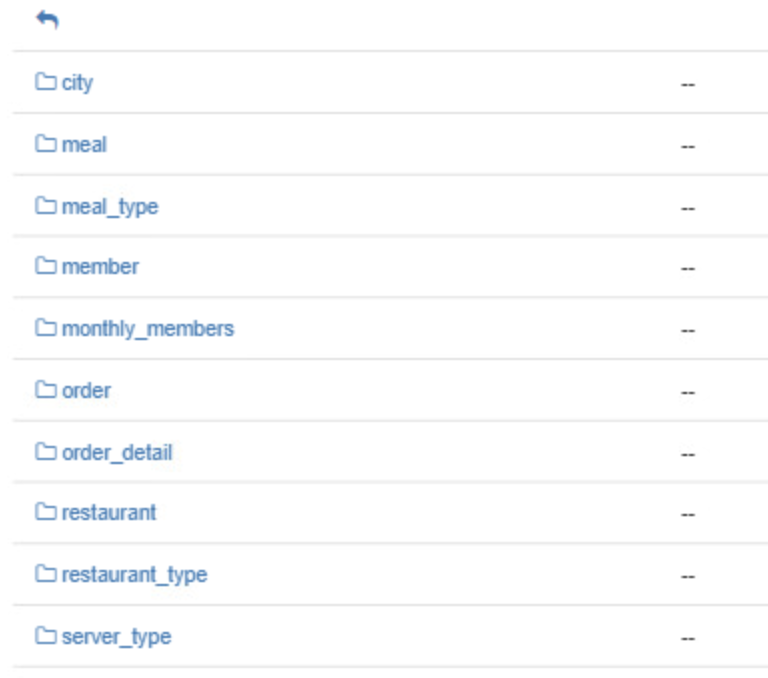 city --
meal --
meal_type --
member --
monthly_members --
order --
order_detail --
restaurant --
restaurant_type --
server_type --